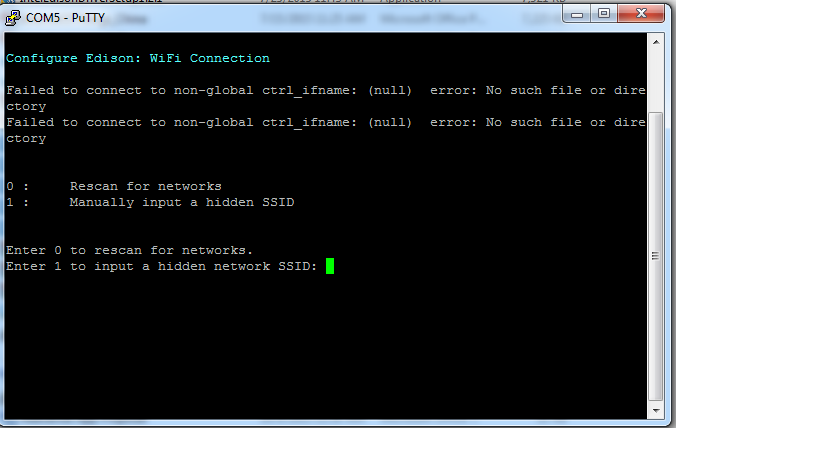 COM5 - PuTTY
Configure Edison: WiFi Connection
Failed to connect to non-global ctrl_ifname: (null)  error: No such file or dire
ctory
Failed to connect to non-global ctrl_ifname: (null)  error: No such file or dire
ctory
0 :     Rescan for networks
1 :     Manually input a hidden SSID
Enter 0 to rescan for networks.
Enter 1 to input a hidden network SSID: